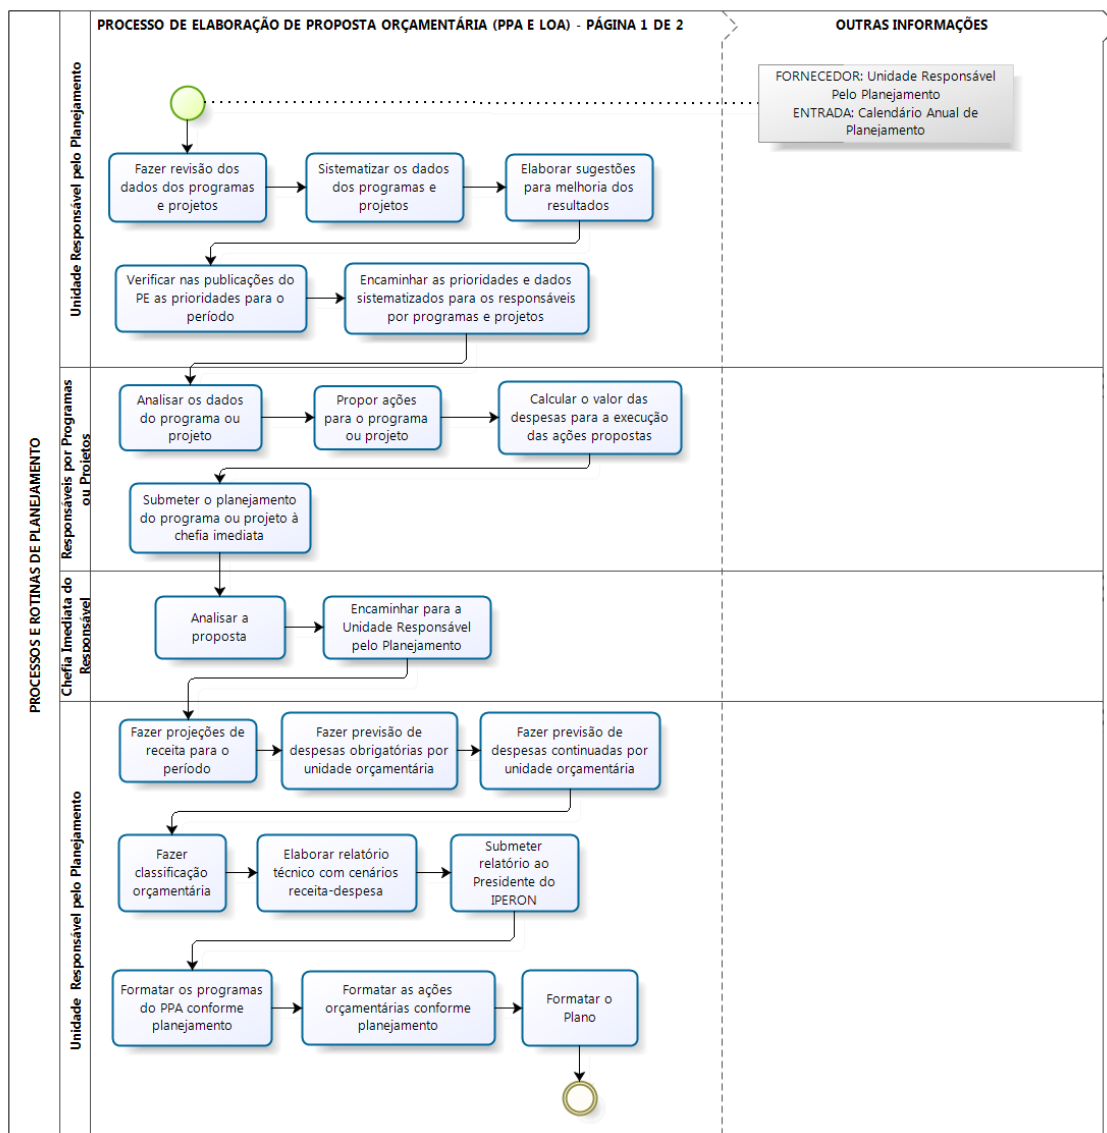 PROCESSO DE ELABORAÇÃO DE PROPOSTA ORÇAMENTÁRIA (PPA E LOA) - PÁGINA 1 DE 2
OUTRAS INFORMAÇÕES
PROCESSOS E ROTINAS DE PLANEJAMENTO
Unidade Responsável pelo Planejamento
FORNECEDOR: Unidade Responsável
Pelo Planejamento
ENTRADA: Calendário Anual de
Planejamento
Fazer revisão dos
dados dos programas
e projetos
Sistematizar os dados
dos programas e
projetos
Elaborar sugestões
para melhoria dos
resultados
Verificar nas publicações do
PE as prioridades para o
período
Encaminhar as prioridades e dados
sistematizados para os responsáveis
por programas e projetos
Responsáveis por Programas
ou Projetos
Analisar os dados
do programa ou
projeto
Propor ações
para o programa
ou projeto
Calcular o valor das
despesas para a execução
das ações propostas
Submeter o planejamento
do programa ou projeto à
chefia imediata
Chefia Imediata do
Responsável
Analisar a
proposta
Encaminhar para a
Unidade Responsável
pelo Planejamento
Unidade Responsável pelo Planejamento
Fazer projeções de
receita para o
período
Fazer previsão de
despesas obrigatórias por
unidade orçamentária
Fazer previsão de
despesas continuadas por
unidade orçamentária
Fazer
classificação
orçamentária
Elaborar relatório
técnico com cenários
receita-despesa
Submeter
relatório ao
Presidente do
IPERON
Formatar os programas
do PPA conforme
planejamento
Formatar as ações
orçamentárias conforme
planejamento
Formatar o
Plano